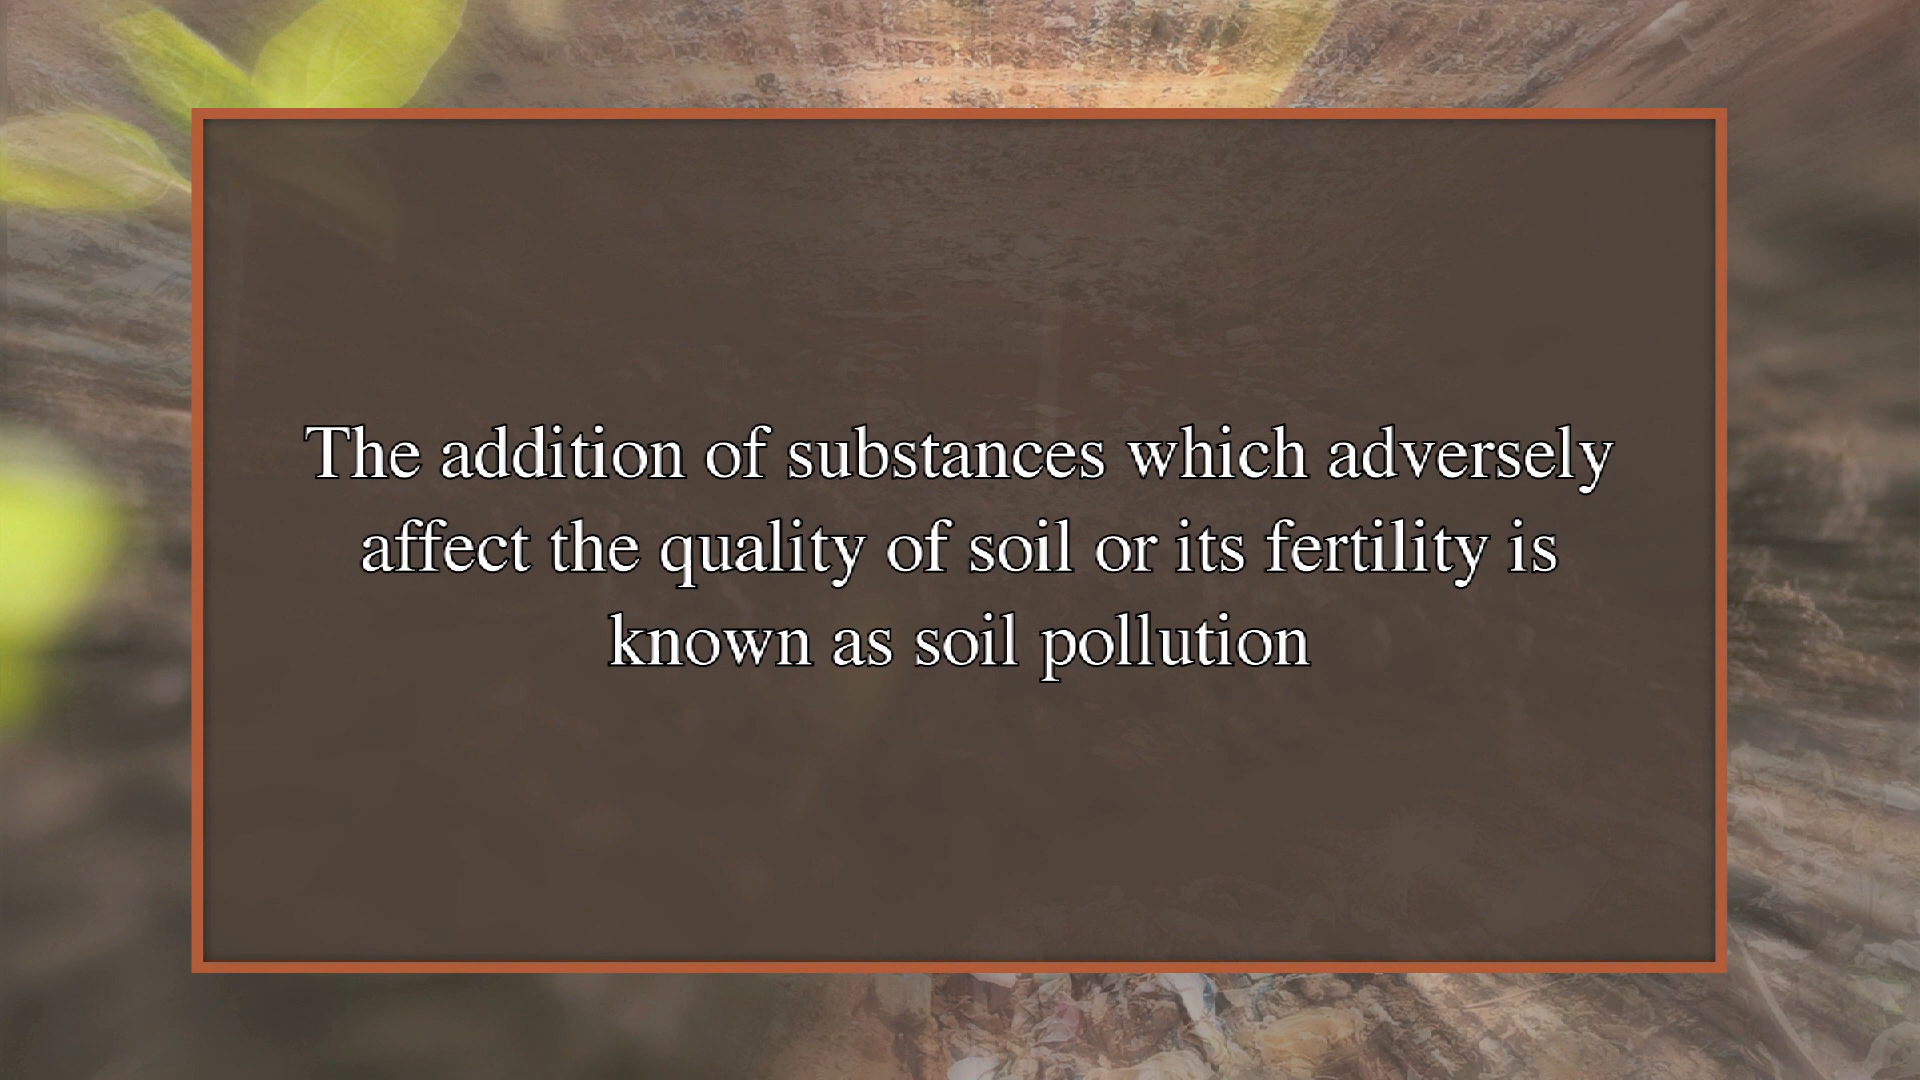 The addition of substances which adversely
affect the quality of soil or its fertility is
known as soil pollution